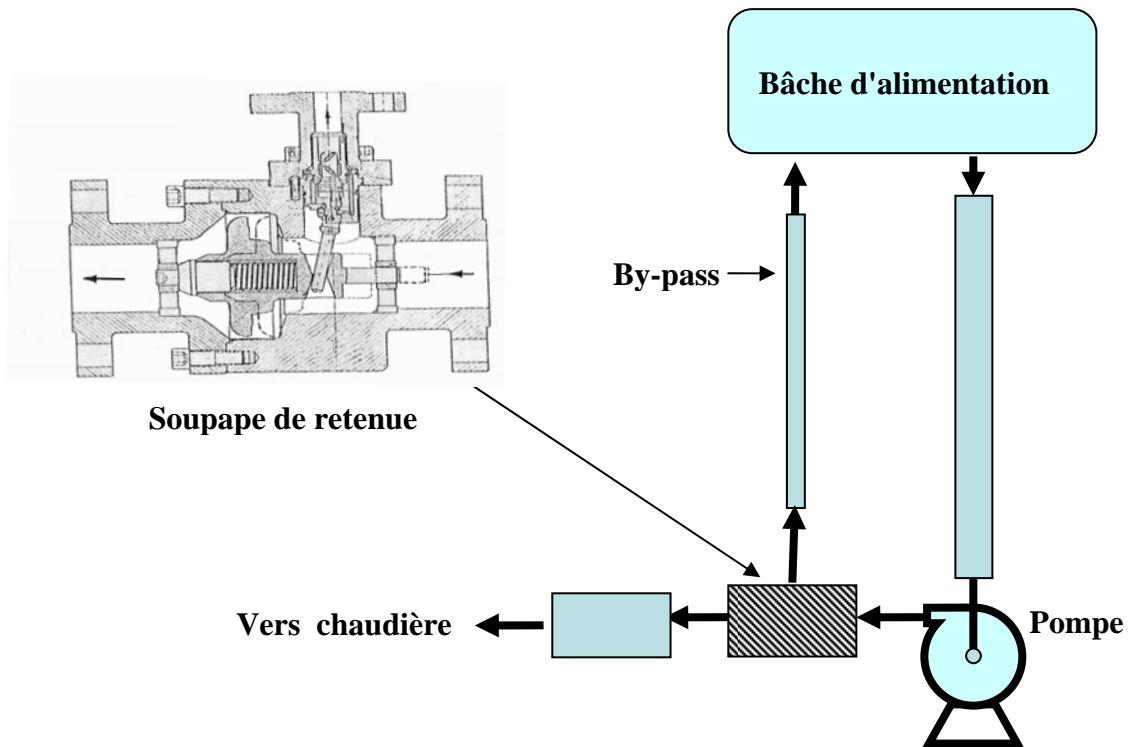 Bâche d'alimentation
By-pass
Soupape de retenue
Vers chaudière
Pompe